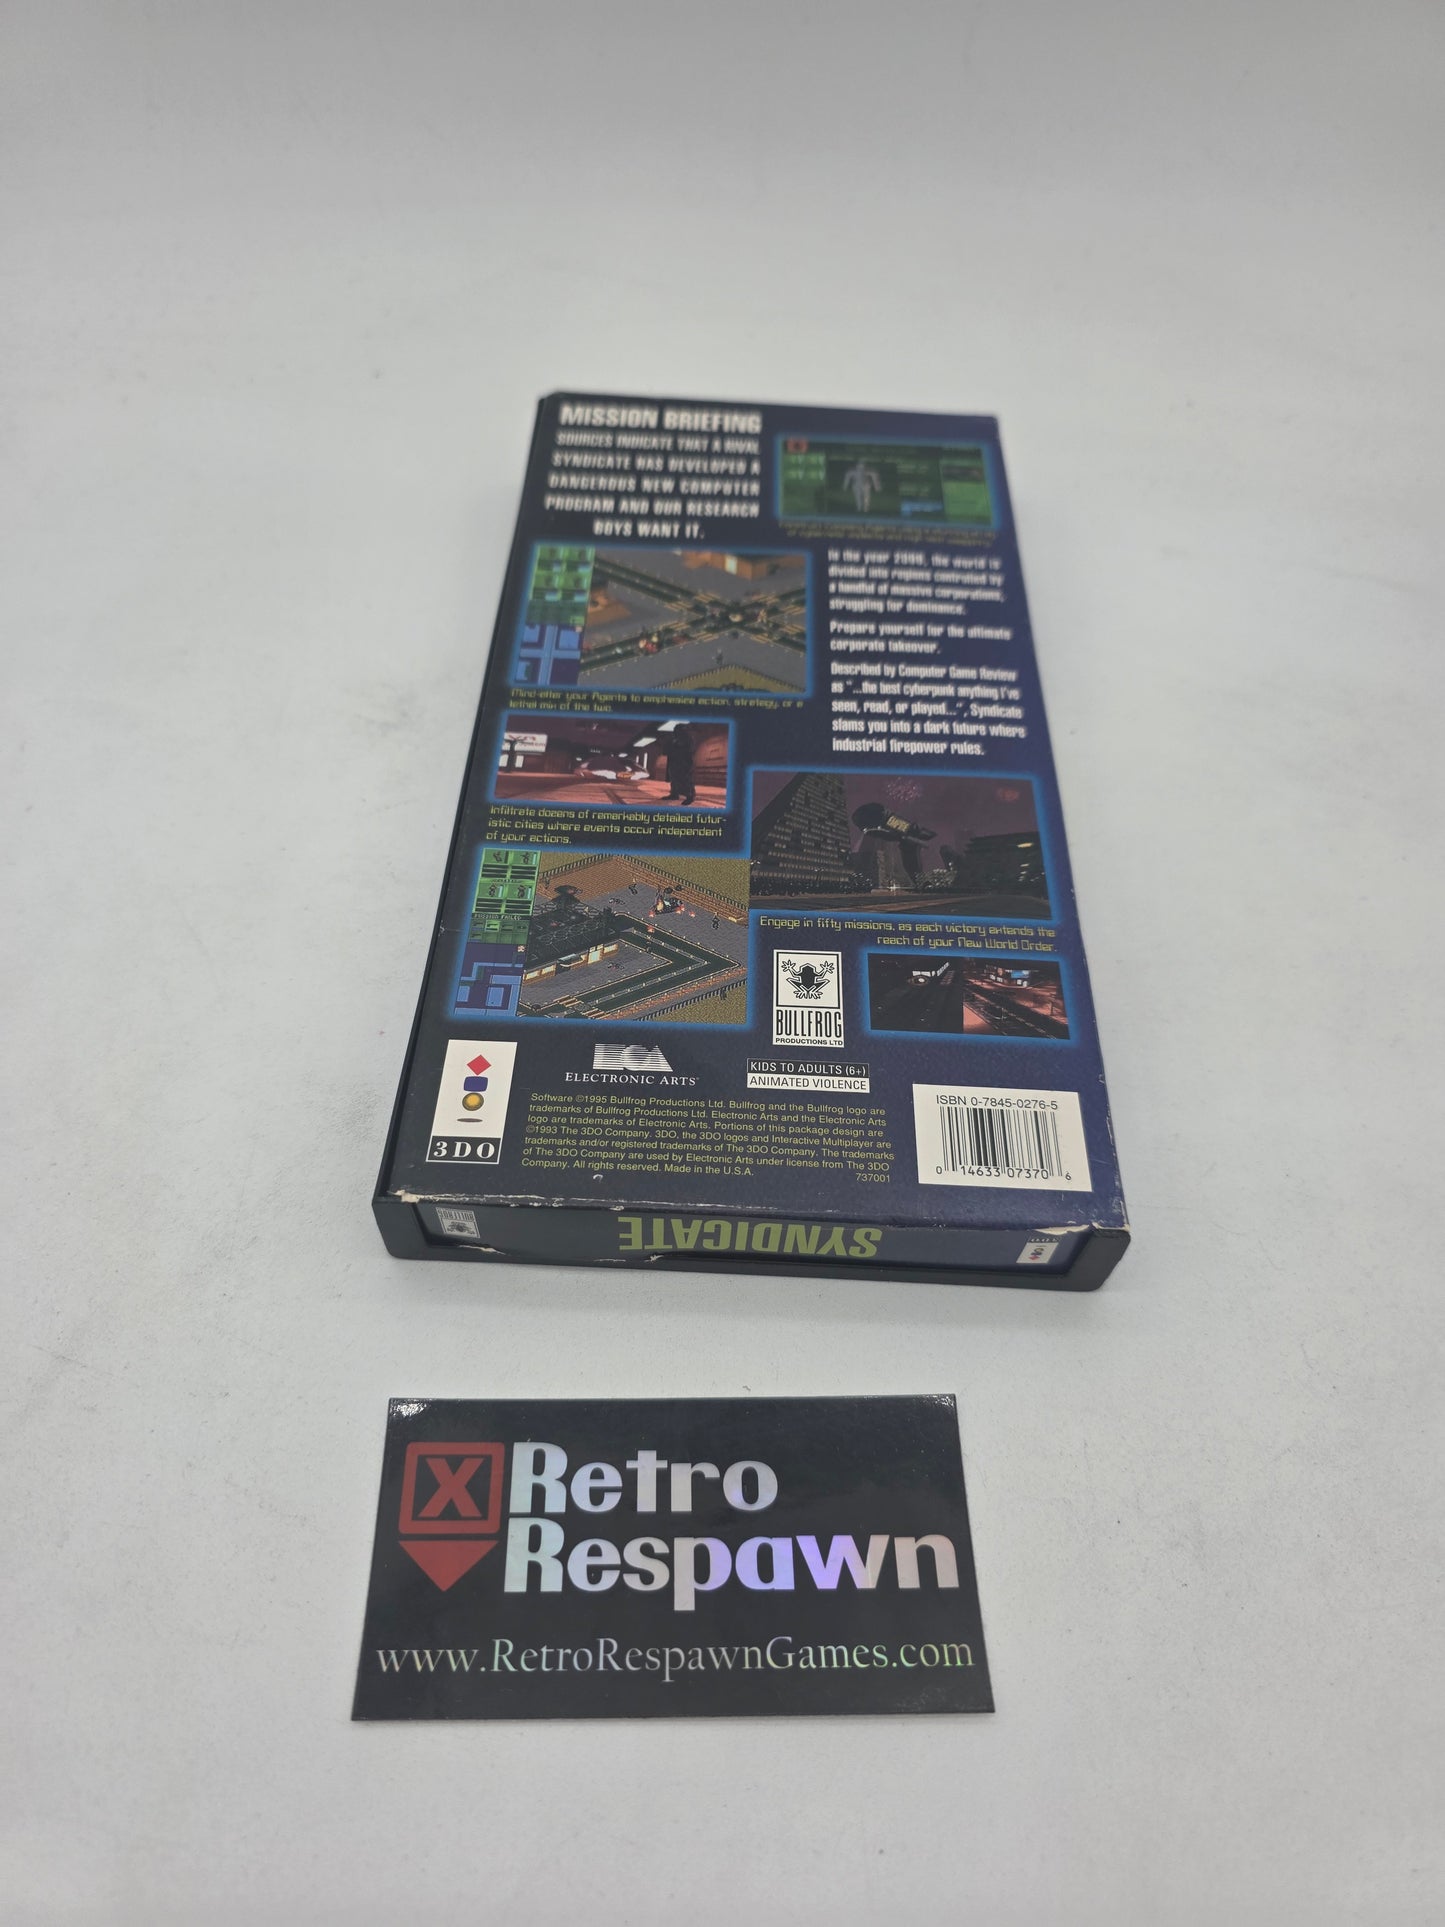 MISSION BRIEFING
SOURCES INDICATE THAT A RIVAL
SYNDICATE HAS DEVELOPED A
DANGEROUS NEW COMPUTER
PROGRAM AND OUR RESEARCH
BOYS WANT IT.
In the year 2096, the world is
divided into regions controlled by
a handful of massive corporations,
struggling for dominance.
Prepare yourself for the ultimate
corporate takeover.
Described by Computer Game Review
as "...the best cyberpunk anything I've
seen, read, or played...", Syndicate
slams you into a dark future where
industrial firepower rules.
Mind-alter your Agents to emphasize action, strategy, or a
lethal mix of the two.
Infiltrate dozens of remarkably detailed futur-
istic cities where events occur independent
of your actions.
EMPIRE
Engage in fifty missions, as each victory extends the
reach of your New World Order.
MISSION FAILED
BULLFROG
PRODUCTIONS LTD
3DO
ELECTRONIC ARTS
KIDS TO ADULTS (6+)
ANIMATED VIOLENCE
Software ©1995 Bullfrog Productions Ltd. Bullfrog and the Bullfrog logo are
trademarks of Bullfrog Productions Ltd. Electronic Arts and the Electronic Arts
logo are trademarks of Electronic Arts. Portions of this package design are
©1993 The 3DO Company. 3DO, the 3DO logos and Interactive Multiplayer are
trademarks and/or registered trademarks of The 3DO Company. The trademarks
of The 3DO Company are used by Electronic Arts under license from The 3DO
Company. All rights reserved. Made in the U.S.A.
737001
ISBN 0-7845-0276-5
0 14633 07370 6
BULLFROG
SYNDICATE
3DO
X Retro
Respawn
www.RetroRespawnGames.com